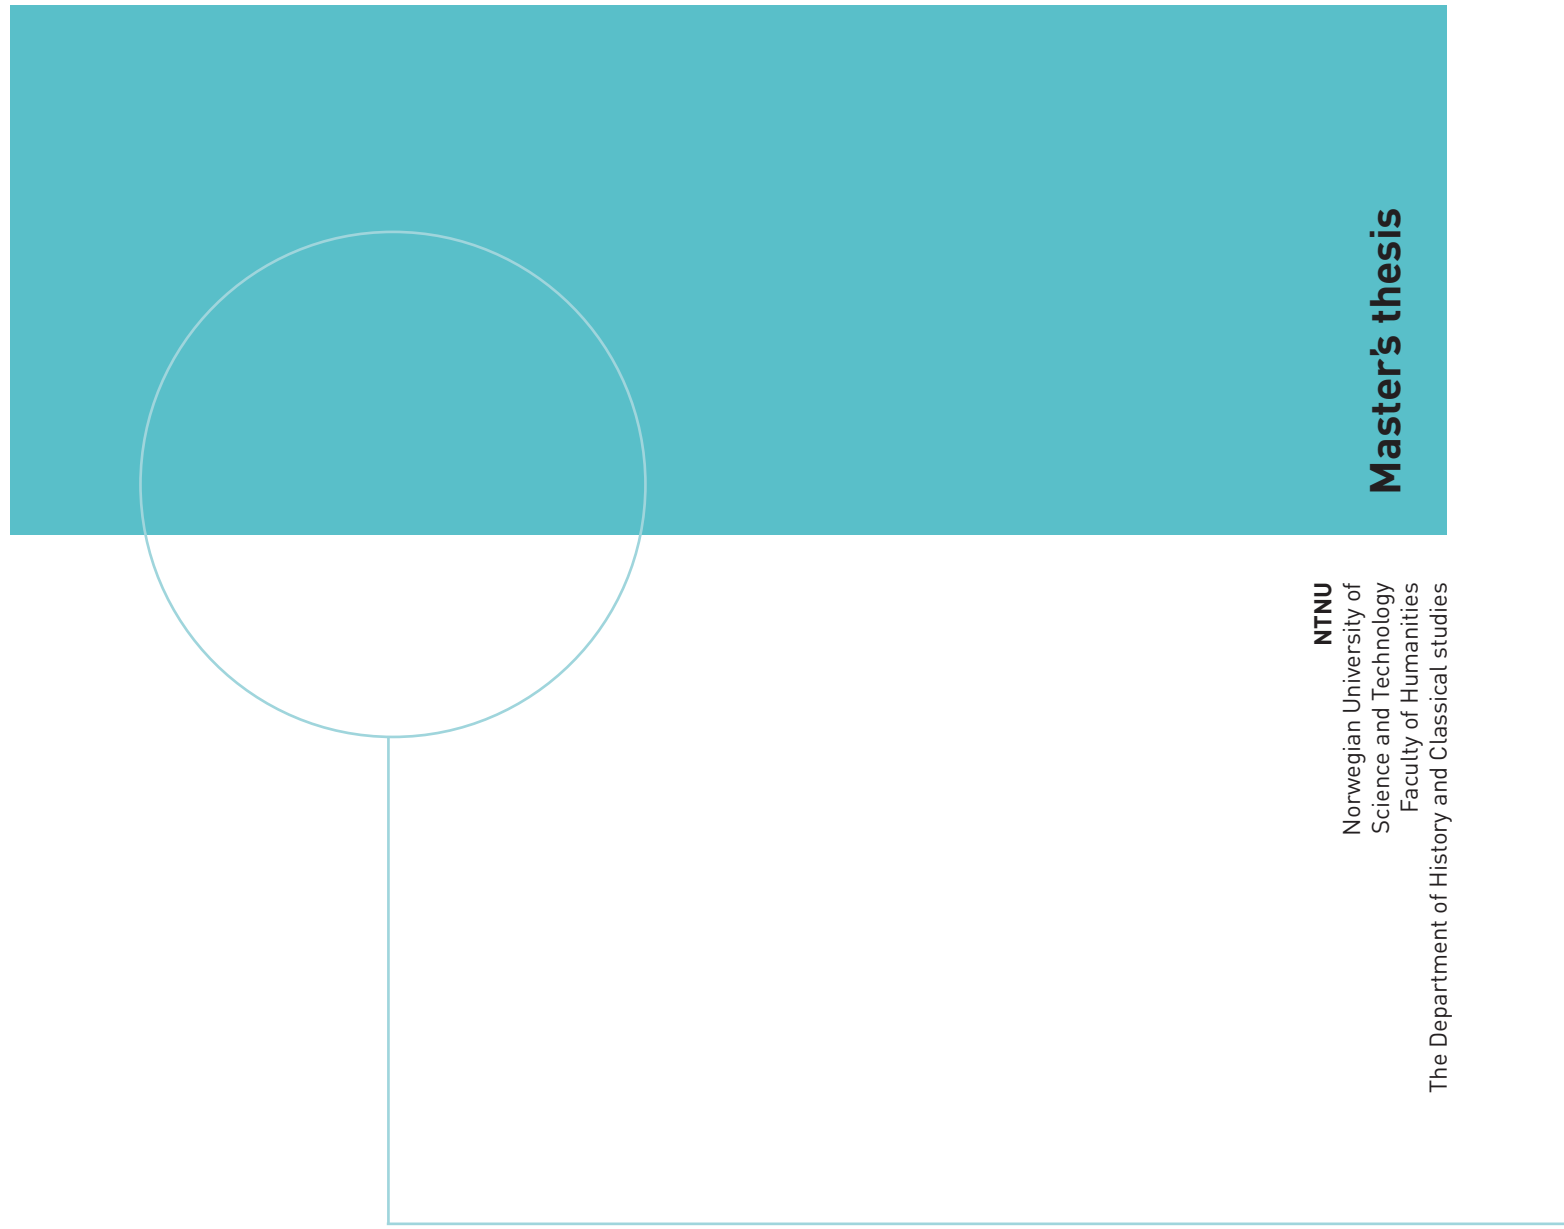 Master's thesis
NTNU
Norwegian University of
Science and Technology
Faculty of Humanities
The Department of History and Classical studies